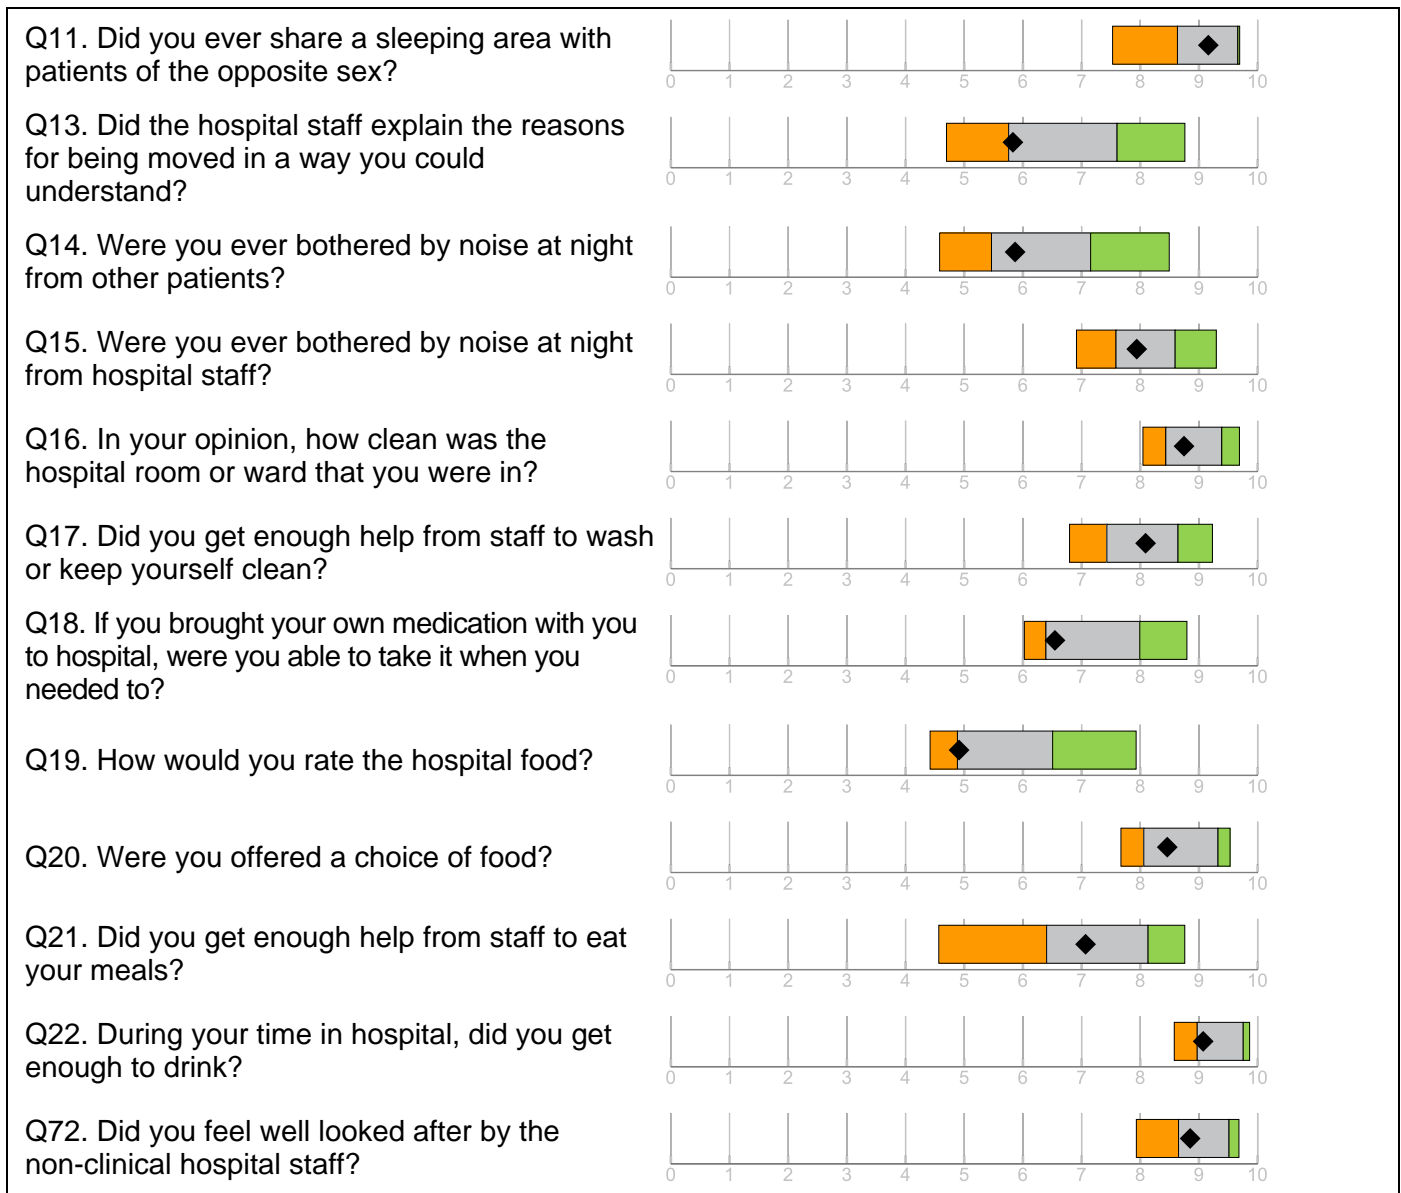 Q11. Did you ever share a sleeping area with
patients of the opposite sex?
0 1 2 3 4 5 6 7 8 9 10
Q13. Did the hospital staff explain the reasons
for being moved in a way you could
understand?
0 1 2 3 4 5 6 7 8 9 10
Q14. Were you ever bothered by noise at night
from other patients?
0 1 2 3 4 5 6 7 8 9 10
Q15. Were you ever bothered by noise at night
from hospital staff?
0 1 2 3 4 5 6 7 8 9 10
Q16. In your opinion, how clean was the
hospital room or ward that you were in?
0 1 2 3 4 5 6 7 8 9 10
Q17. Did you get enough help from staff to wash
or keep yourself clean?
0 1 2 3 4 5 6 7 8 9 10
Q18. If you brought your own medication with you
to hospital, were you able to take it when you
needed to?
0 1 2 3 4 5 6 7 8 9 10
Q19. How would you rate the hospital food?
0 1 2 3 4 5 6 7 8 9 10
Q20. Were you offered a choice of food?
0 1 2 3 4 5 6 7 8 9 10
Q21. Did you get enough help from staff to eat
your meals?
0 1 2 3 4 5 6 7 8 9 10
Q22. During your time in hospital, did you get
enough to drink?
0 1 2 3 4 5 6 7 8 9 10
Q72. Did you feel well looked after by the
non-clinical hospital staff?
0 1 2 3 4 5 6 7 8 9 10